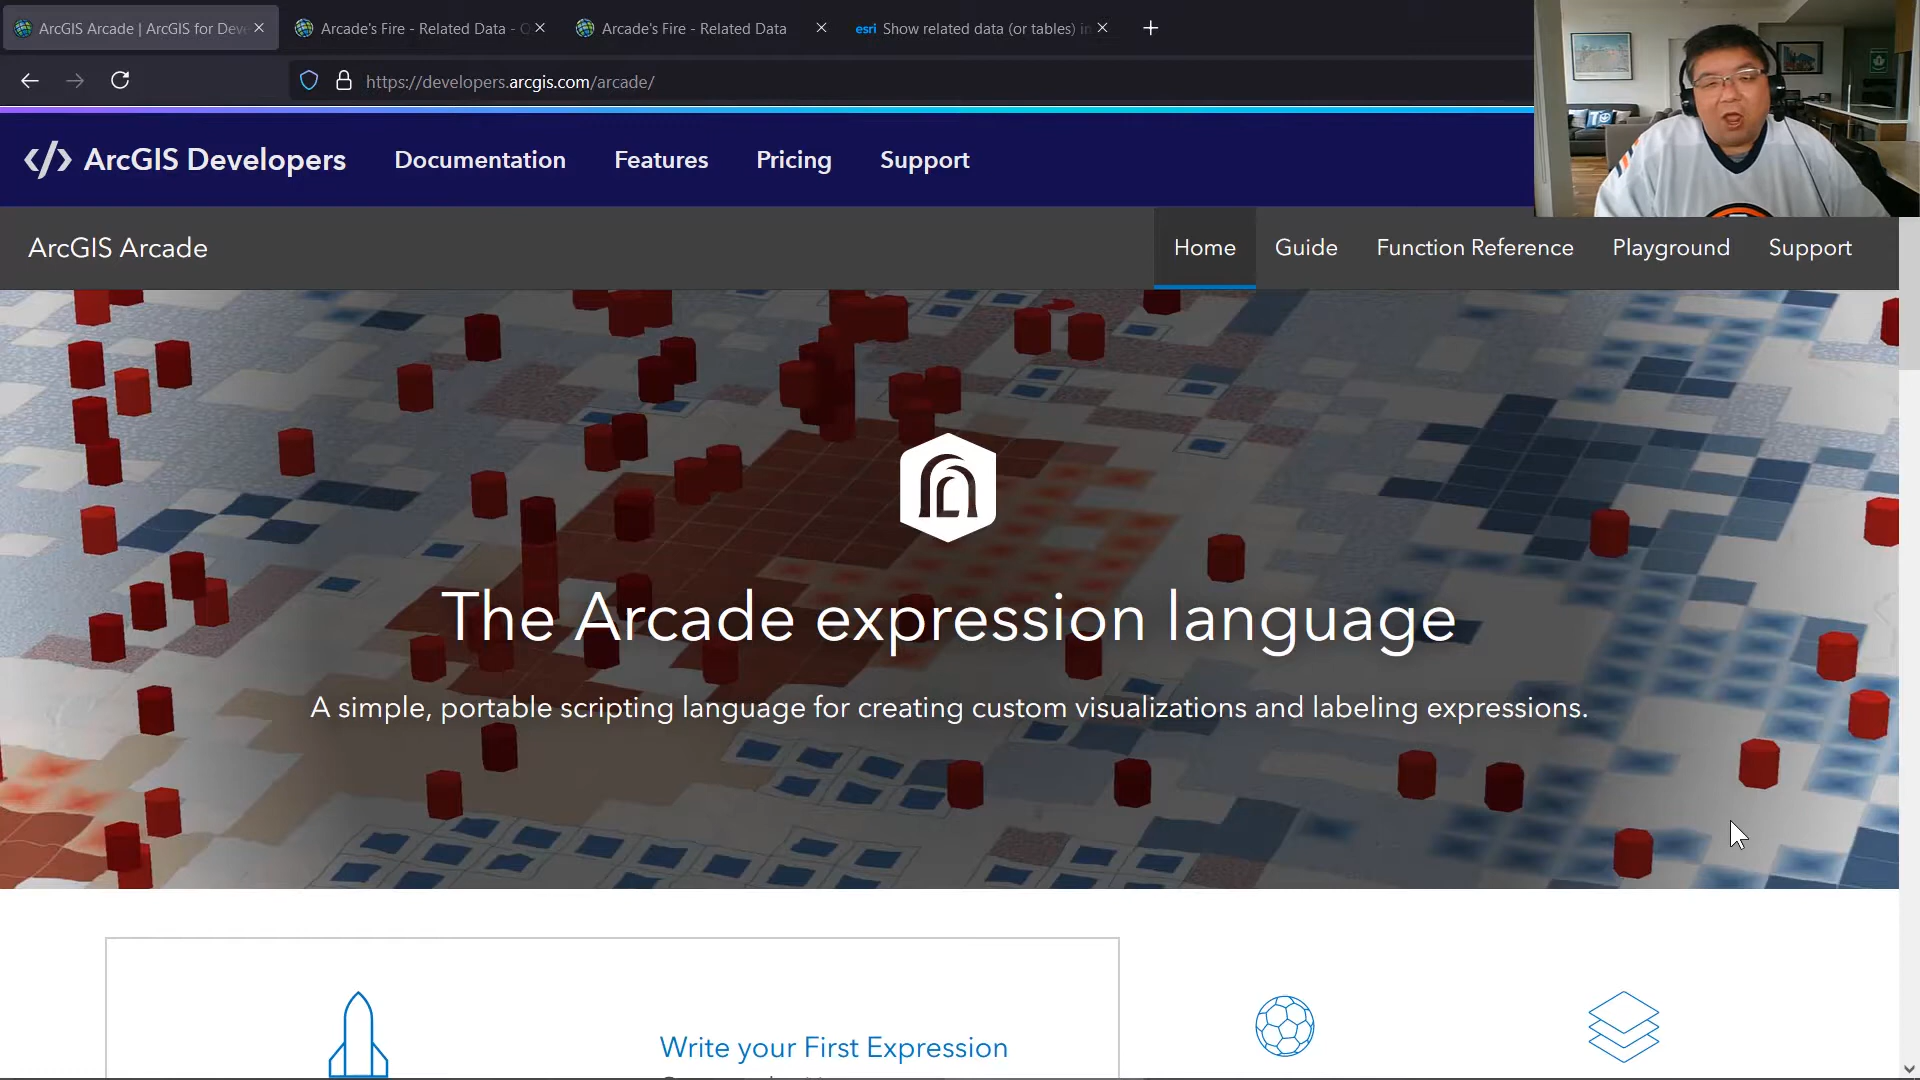 ArcGIS Arcade | ArcGIS for Deve
Arcade's Fire - Related Data -
Arcade's Fire - Related Data
esri Show related data (or tables) in
https://developers.arcgis.com/arcade/
</> ArcGIS Developers
Documentation
Features
Pricing
Support
ArcGIS Arcade
Home
Guide
Function Reference
Playground
Support
The Arcade expression language
A simple, portable scripting language for creating custom visualizations and labeling expressions.
Write your First Expression